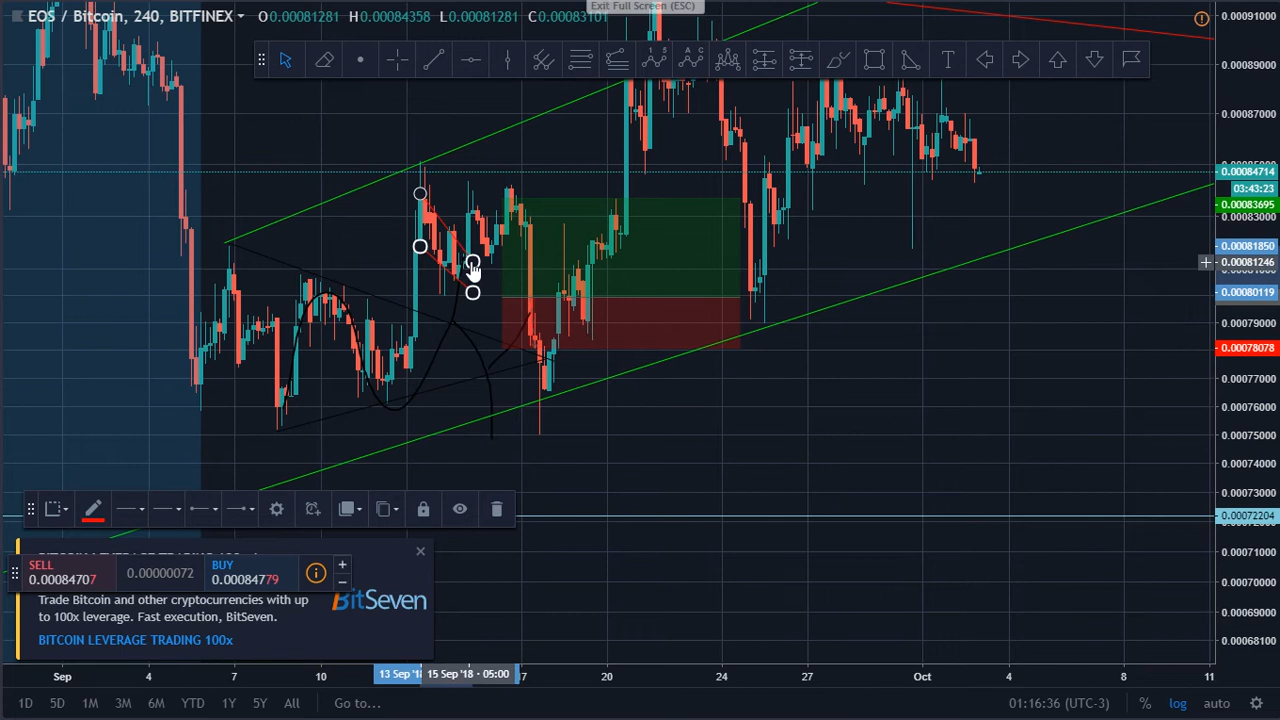 Exit Full Screen (ESC)
EOS / Bitcoin, 240, BITFINEX O0.00081281 H0.00084358 L0.00081281 C0.00083101
0.00091000
0.00089000
0.00087000
0.00084714
03:43:23
0.00083695
0.00083000
0.00081850
0.00081246
0.00080119
0.00079000
0.00078078
0.00077000
0.00076000
0.00075000
0.00074000
0.00073000
0.00072204
0.00071000
0.00070000
0.00069000
0.00068100
SELL
0.00084707
0.00000072
BUY
0.00084779
Trade Bitcoin and other cryptocurrencies with up
to 100x leverage. Fast execution, BitSeven.
BitSeven
BITCOIN LEVERAGE TRADING 100x
Sep 4 7 10 13 Sep '18 15 Sep '18 - 05:00 20 24 27 Oct 4 8 11
1D 5D 1M 3M 6M YTD 1Y 5Y All Go to... 01:16:36 (UTC-3) % log auto